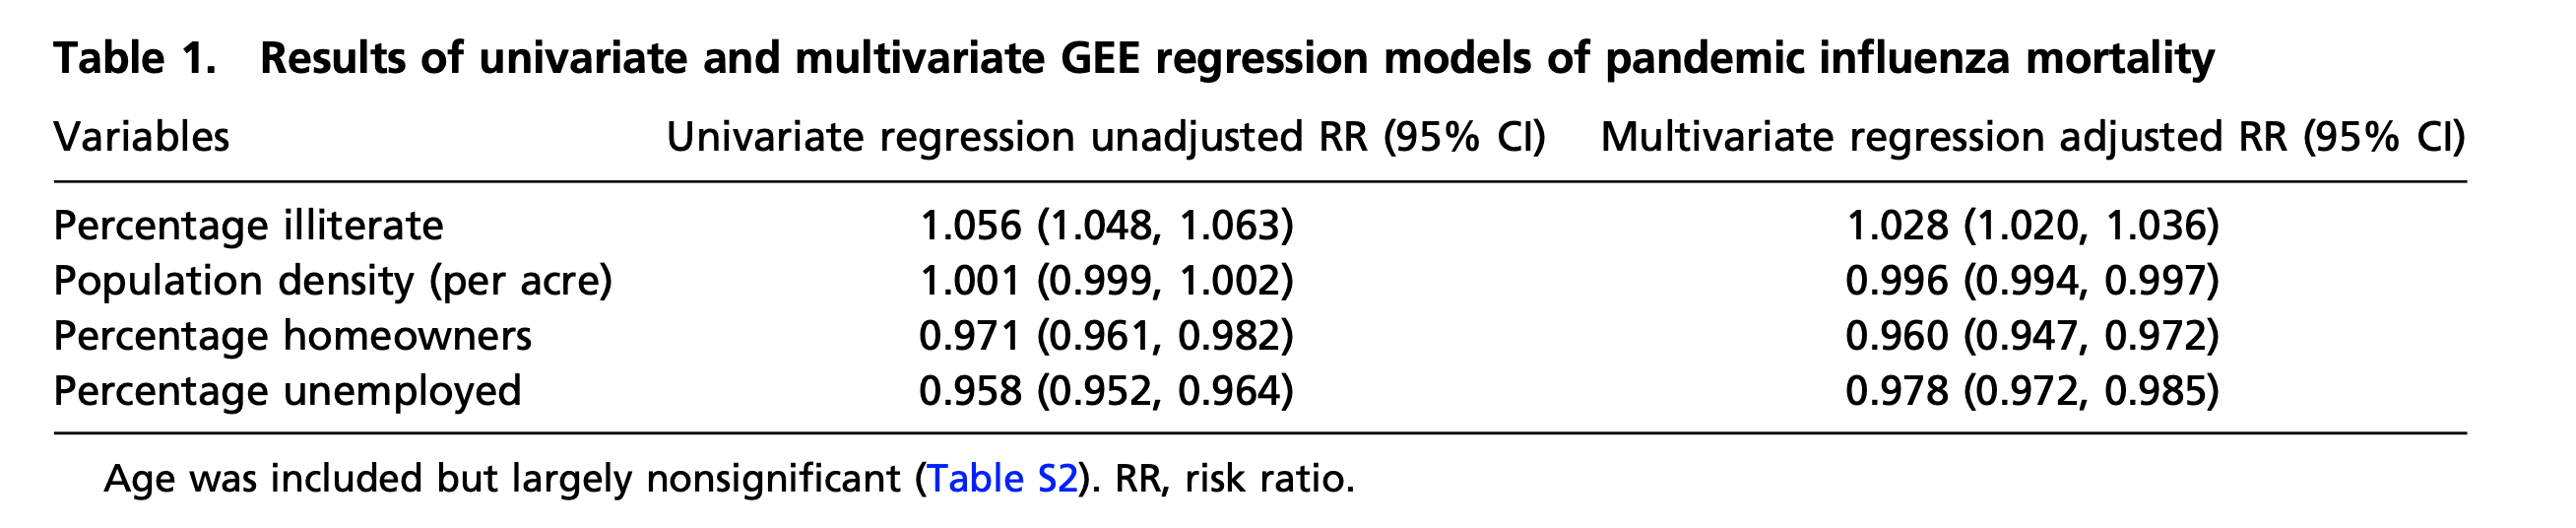 Table 1. Results of univariate and multivariate GEE regression models of pandemic influenza mortality
Variables Univariate regression unadjusted RR (95% CI) Multivariate regression adjusted RR (95% CI)
Percentage illiterate 1.056 (1.048, 1.063) 1.028 (1.020, 1.036)
Population density (per acre) 1.001 (0.999, 1.002) 0.996 (0.994, 0.997)
Percentage homeowners 0.971 (0.961, 0.982) 0.960 (0.947, 0.972)
Percentage unemployed 0.958 (0.952, 0.964) 0.978 (0.972, 0.985)
Age was included but largely nonsignificant (Table S2). RR, risk ratio.